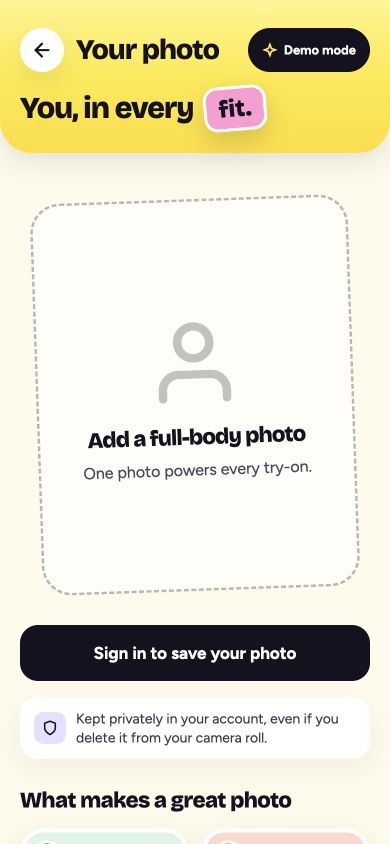 Your photo
Demo mode
You, in every fit.
Add a full-body photo
One photo powers every try-on.
Sign in to save your photo
Kept privately in your account, even if you
delete it from your camera roll.
What makes a great photo